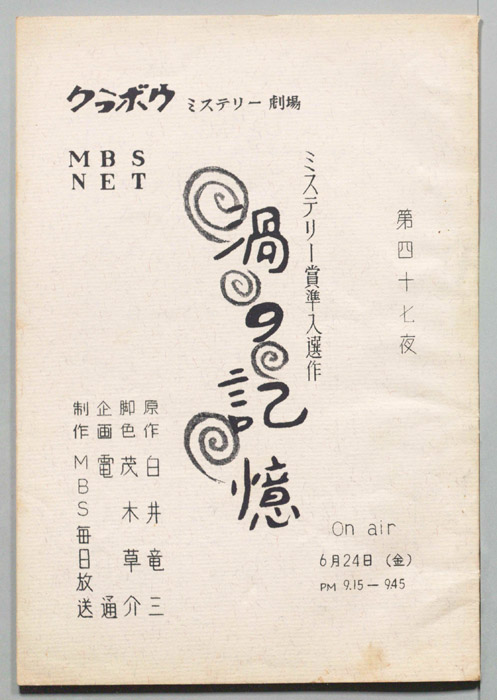 クラボウ ミステリー 劇場
MBS
NET
第四十七夜
ミステリー賞準入選作
渦の記憶
原作 白井竜三
脚色 茂木草介
企画 電通
制作 MBS毎日放送
On air
6月24日(金)
PM 9.15—9.45